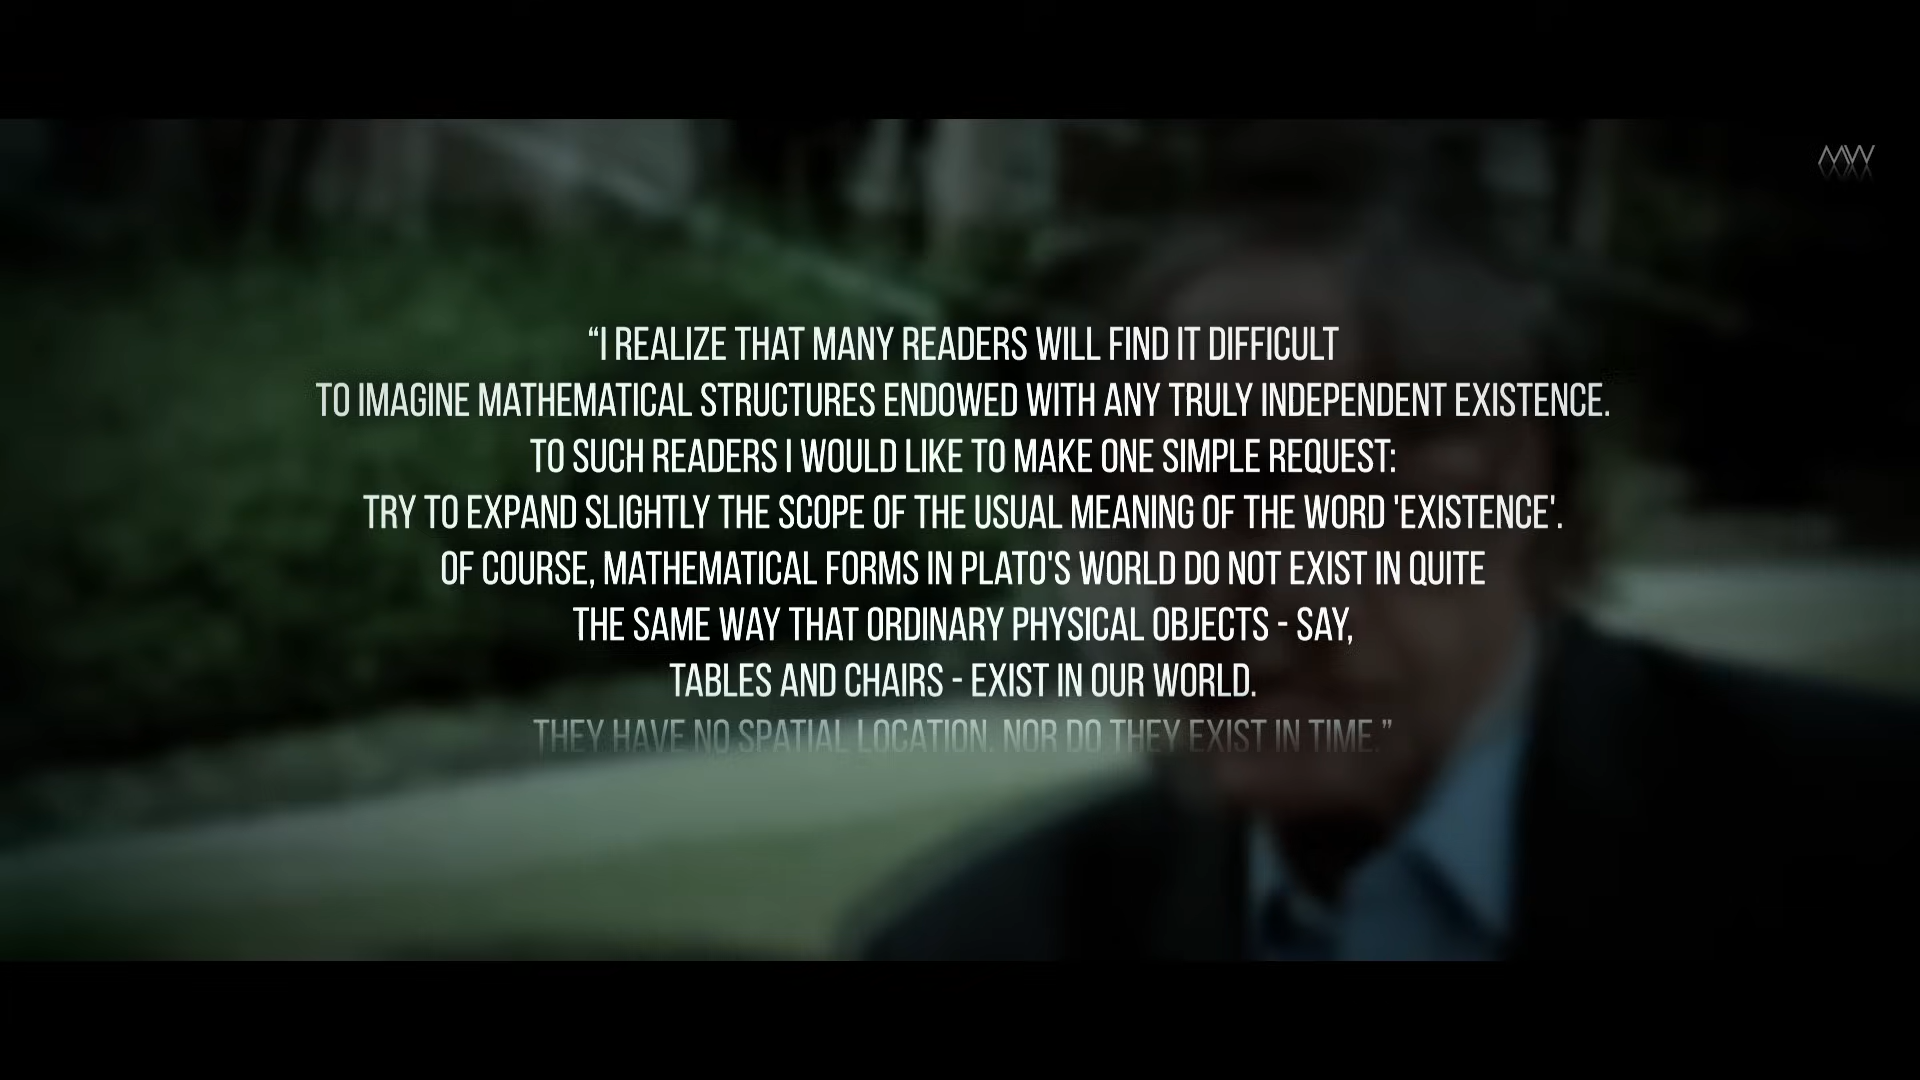 MW
“I REALIZE THAT MANY READERS WILL FIND IT DIFFICULT
TO IMAGINE MATHEMATICAL STRUCTURES ENDOWED WITH ANY TRULY INDEPENDENT EXISTENCE.
TO SUCH READERS I WOULD LIKE TO MAKE ONE SIMPLE REQUEST:
TRY TO EXPAND SLIGHTLY THE SCOPE OF THE USUAL MEANING OF THE WORD 'EXISTENCE'.
OF COURSE, MATHEMATICAL FORMS IN PLATO'S WORLD DO NOT EXIST IN QUITE
THE SAME WAY THAT ORDINARY PHYSICAL OBJECTS - SAY,
TABLES AND CHAIRS - EXIST IN OUR WORLD.
THEY HAVE NO SPATIAL LOCATION. NOR DO THEY EXIST IN TIME.”